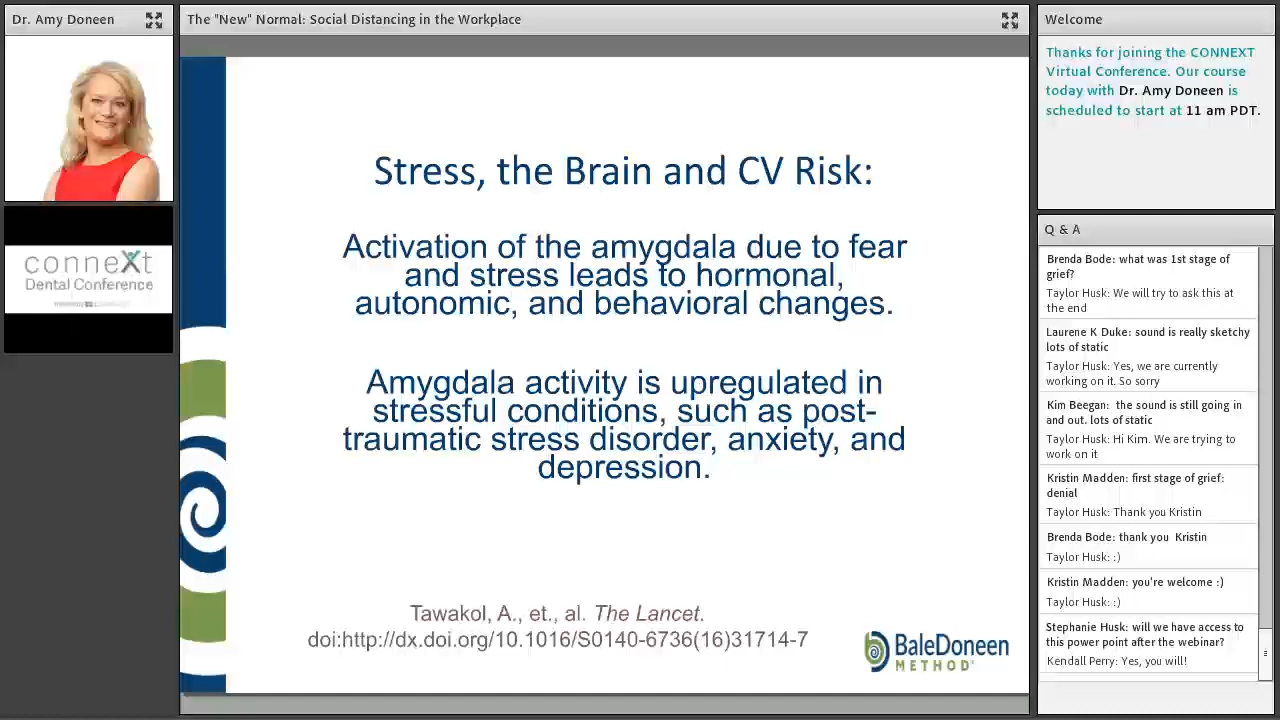 Dr. Amy Doneen
The "New" Normal: Social Distancing in the Workplace
Welcome
Thanks for joining the CONNEXT
Virtual Conference. Our course
today with Dr. Amy Doneen is
scheduled to start at 11 am PDT.
conneXt
Dental Conference
Stress, the Brain and CV Risk:
Activation of the amygdala due to fear
and stress leads to hormonal,
autonomic, and behavioral changes.
Amygdala activity is upregulated in
stressful conditions, such as post-
traumatic stress disorder, anxiety, and
depression.
Tawakol, A., et., al. The Lancet.
doi:http://dx.doi.org/10.1016/S0140-6736(16)31714-7
BaleDoneen
METHOD
Q & A
Brenda Bode: what was 1st stage of
grief?
Taylor Husk: We will try to ask this at
the end
Laurene K Duke: sound is really sketchy
lots of static
Taylor Husk: Yes, we are currently
working on it. So sorry
Kim Beegan: the sound is still going in
and out. lots of static
Taylor Husk: Hi Kim. We are trying to
work on it
Kristin Madden: first stage of grief:
denial
Taylor Husk: Thank you Kristin
Brenda Bode: thank you Kristin
Taylor Husk: :)
Kristin Madden: you're welcome :)
Taylor Husk: :)
Stephanie Husk: will we have access to
this power point after the webinar?
Kendall Perry: Yes, you will!